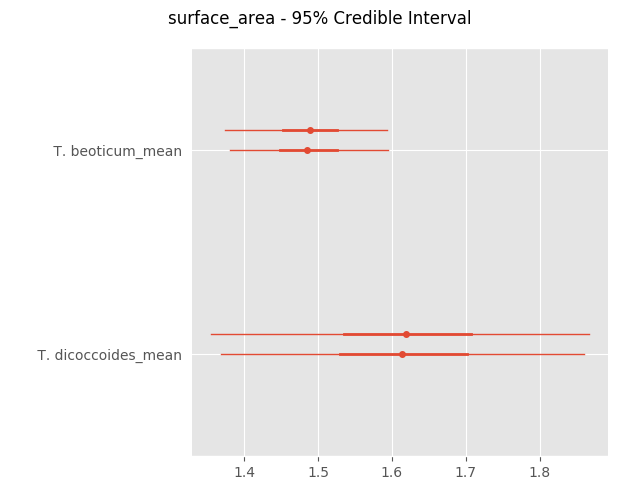 surface_area - 95% Credible Interval
T. beoticum_mean
T. dicoccoides_mean
1.4 1.5 1.6 1.7 1.8